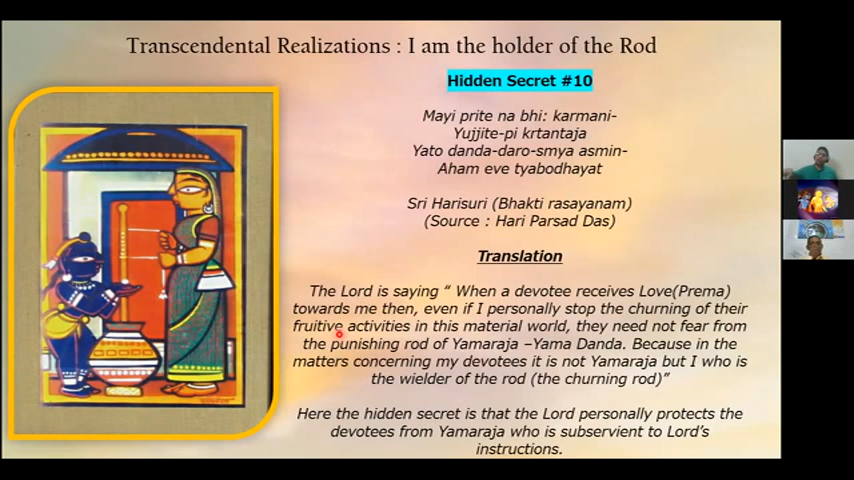 Transcendental Realizations : I am the holder of the Rod
Hidden Secret #10
Mayi prite na bhi: karmani-
Yujjite-pi krtantaja
Yato danda-daro-smya asmin-
Aham eve tyabodhayat
Sri Harisuri (Bhakti rasayanam)
(Source : Hari Parsad Das)
Translation
The Lord is saying “ When a devotee receives Love(Prema)
towards me then, even if I personally stop the churning of their
fruitive activities in this material world, they need not fear from
the punishing rod of Yamaraja –Yama Danda. Because in the
matters concerning my devotees it is not Yamaraja but I who is
the wielder of the rod (the churning rod)”
Here the hidden secret is that the Lord personally protects the
devotees from Yamaraja who is subservient to Lord’s
instructions.